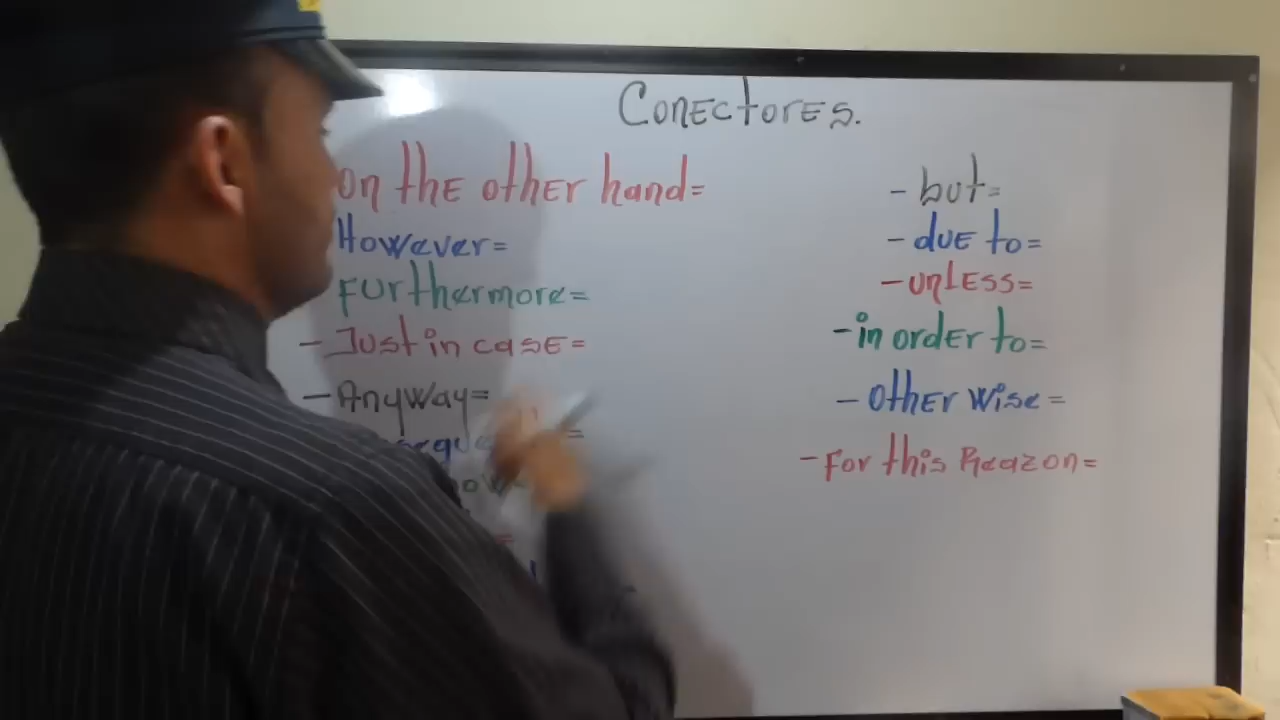 Conectores.
on the other hand=
However=
Furthermore=
- Just in case=
- Anyway=
- but=
- due to=
- unless=
- in order to=
- other wise=
- For this Reazon=